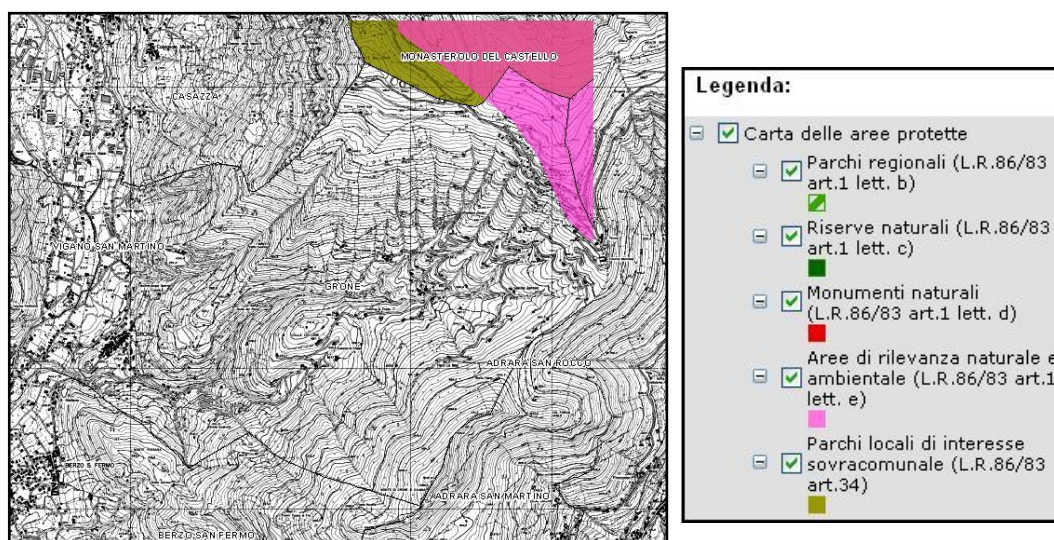 MONASTEROLO DEL CASTELLO
CASAZZA
VIGANO SAN MARTINO
GRONE
ADRARA SAN ROCCO
BERZO S. FERMO
ADRARA SAN MARTINO
BERZO SAN FERMO
Legenda:
Carta delle aree protette
Parchi regionali (L.R.86/83
art.1 lett. b)
Riserve naturali (L.R.86/83
art.1 lett. c)
Monumenti naturali
(L.R.86/83 art.1 lett. d)
Aree di rilevanza naturale e
ambientale (L.R.86/83 art.1
lett. e)
Parchi locali di interesse
sovracomunale (L.R.86/83
art.34)